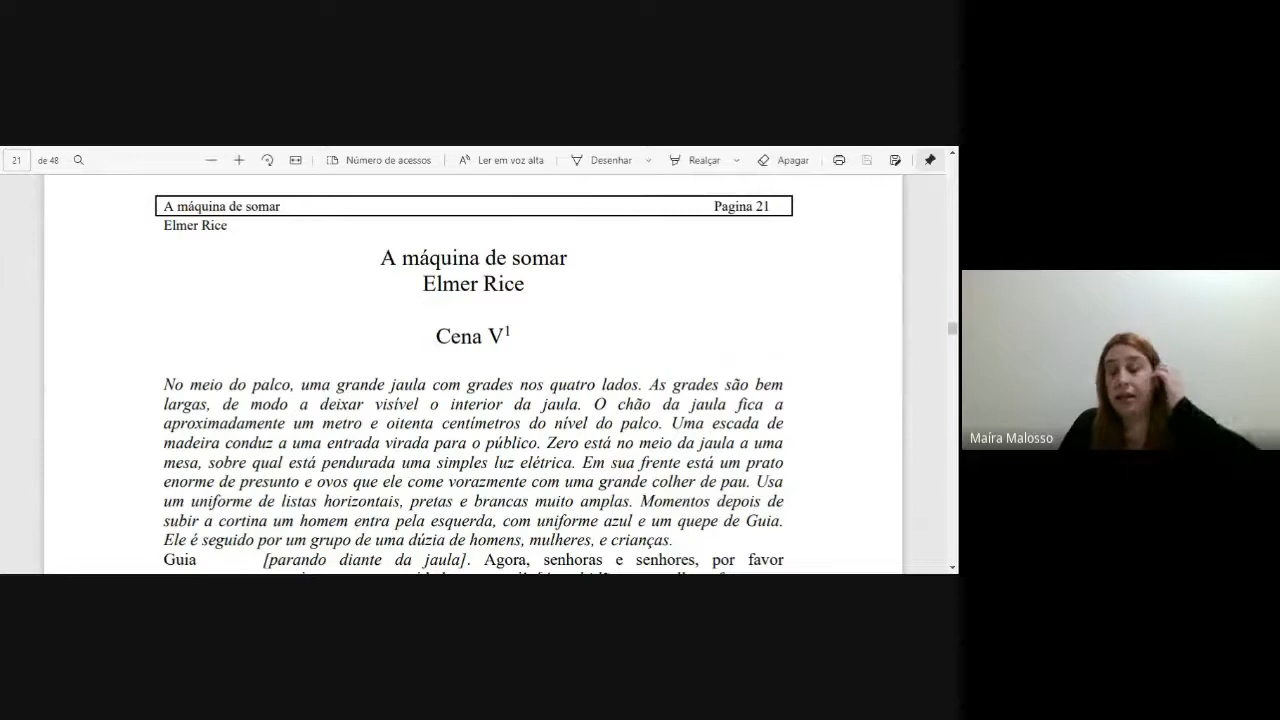 21 de 48 Número de acessos Ler em voz alta Desenhar Realçar Apagar
A máquina de somar Pagina 21
Elmer Rice
A máquina de somar
Elmer Rice
Cena V¹
No meio do palco, uma grande jaula com grades nos quatro lados. As grades são bem
largas, de modo a deixar visível o interior da jaula. O chão da jaula fica a
aproximadamente um metro e oitenta centímetros do nível do palco. Uma escada de
madeira conduz a uma entrada virada para o público. Zero está no meio da jaula a uma
mesa, sobre qual está pendurada uma simples luz elétrica. Em sua frente está um prato
enorme de presunto e ovos que ele come vorazmente com uma grande colher de pau. Usa
um uniforme de listas horizontais, pretas e brancas muito amplas. Momentos depois de
subir a cortina um homem entra pela esquerda, com uniforme azul e um quepe de Guia.
Ele é seguido por um grupo de uma dúzia de homens, mulheres, e crianças.
Guia [parando diante da jaula]. Agora, senhoras e senhores, por favor
Maíra Malosso